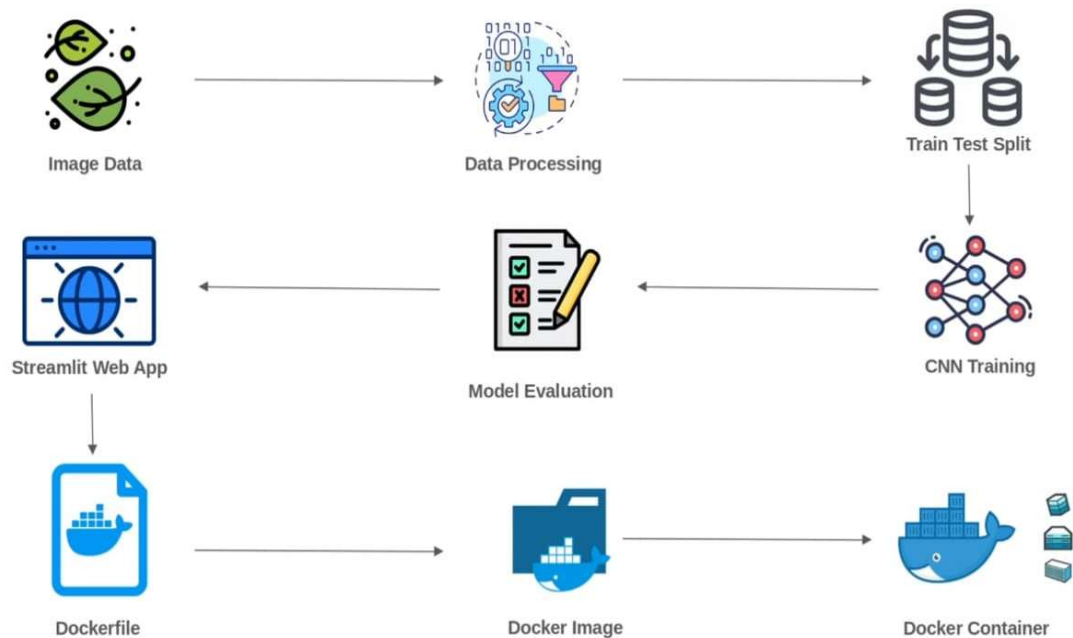 Image Data
Data Processing
Train Test Split
Streamlit Web App
Model Evaluation
CNN Training
Dockerfile
Docker Image
Docker Container